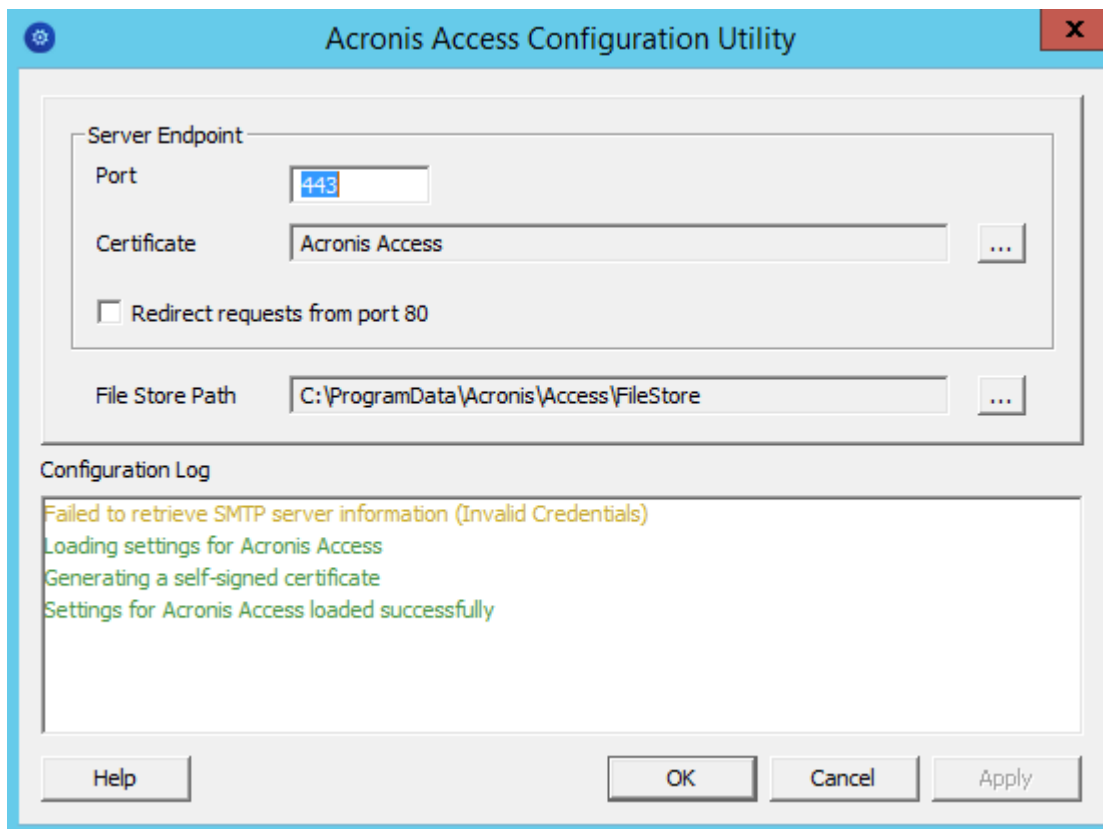 Acronis Access Configuration Utility
x
Server Endpoint
Port
443
Certificate
Acronis Access
...
Redirect requests from port 80
File Store Path
C:\ProgramData\Acronis\Access\FileStore
...
Configuration Log
Failed to retrieve SMTP server information (Invalid Credentials)
Loading settings for Acronis Access
Generating a self-signed certificate
Settings for Acronis Access loaded successfully
Help
OK
Cancel
Apply